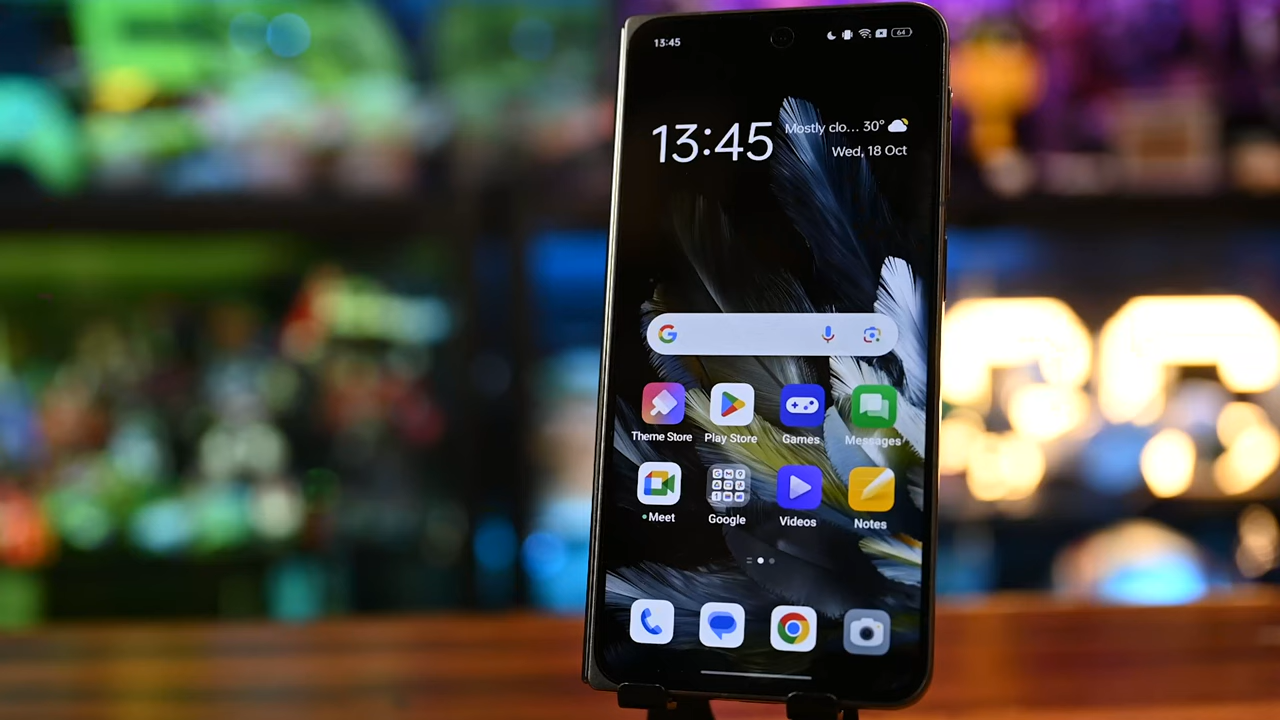 13:45
64
13:45
Mostly clo... 30°
Wed, 18 Oct
G
Theme Store
Play Store
Games
Messages
Meet
Google
Videos
Notes